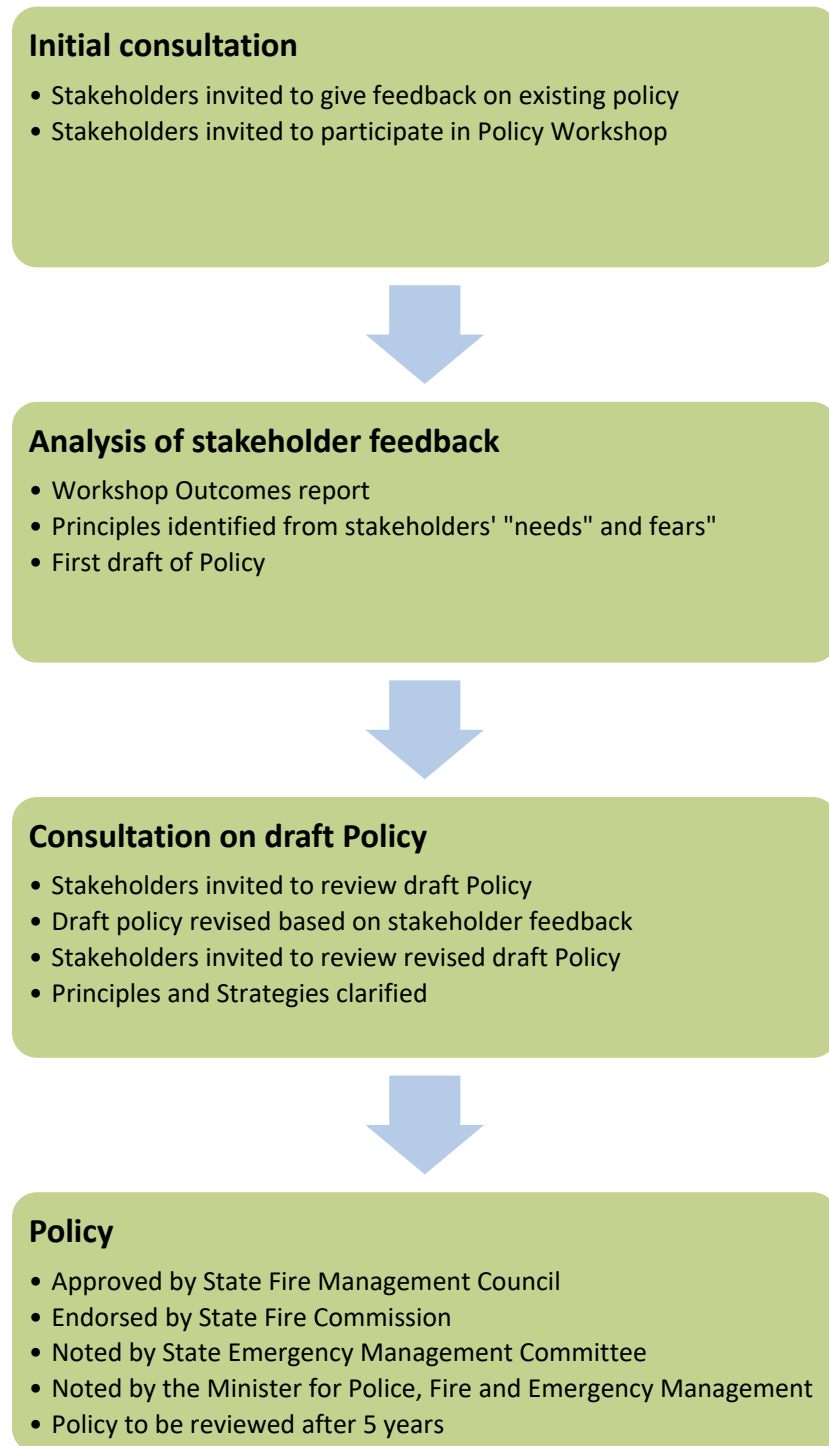 Initial consultation
• Stakeholders invited to give feedback on existing policy
• Stakeholders invited to participate in Policy Workshop
Analysis of stakeholder feedback
• Workshop Outcomes report
• Principles identified from stakeholders' "needs" and fears"
• First draft of Policy
Consultation on draft Policy
• Stakeholders invited to review draft Policy
• Draft policy revised based on stakeholder feedback
• Stakeholders invited to review revised draft Policy
• Principles and Strategies clarified
Policy
• Approved by State Fire Management Council
• Endorsed by State Fire Commission
• Noted by State Emergency Management Committee
• Noted by the Minister for Police, Fire and Emergency Management
• Policy to be reviewed after 5 years